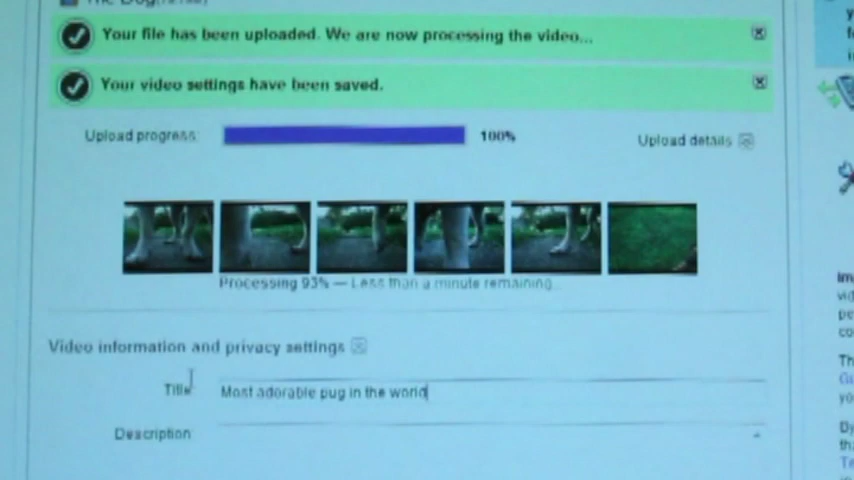 The Dog
Your file has been uploaded. We are now processing the video...
Your video settings have been saved.
Upload progress: 100% Upload details
Processing 93% — Less than a minute remaining...
Video information and privacy settings
Title Most adorable pug in the world
Description